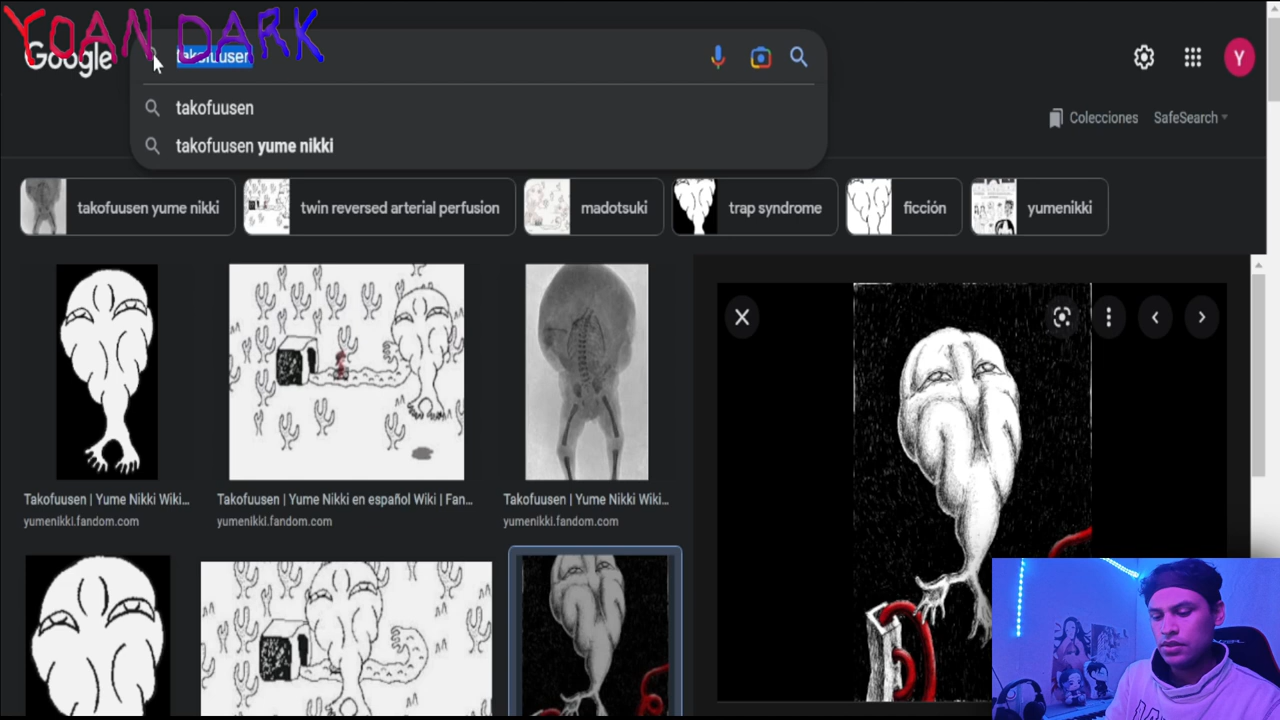 YOAN DARK
Google
takofuusen
Y
takofuusen
takofuusen yume nikki
Colecciones
SafeSearch
takofuusen yume nikki
twin reversed arterial perfusion
madotsuki
trap syndrome
ficción
yumenikki
Takofuusen | Yume Nikki Wiki...
yumenikki.fandom.com
Takofuusen | Yume Nikki en español Wiki | Fan...
yumenikki.fandom.com
Takofuusen | Yume Nikki Wiki...
yumenikki.fandom.com